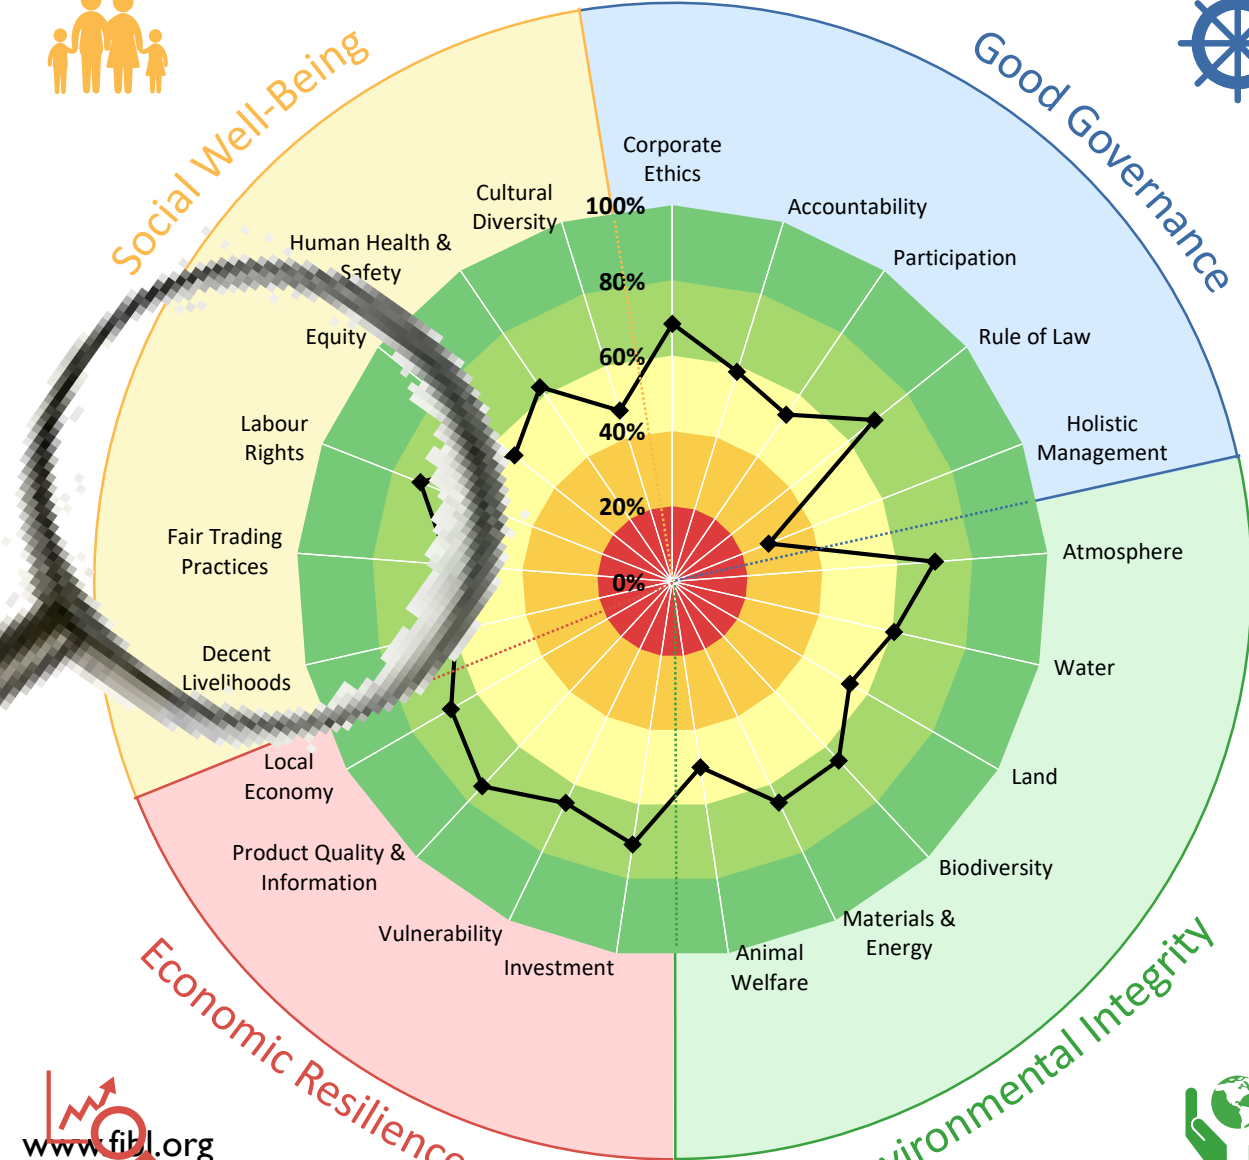 Social Well-Being
Good Governance
Corporate
Ethics
Accountability
Participation
Rule of Law
Holistic
Management
Atmosphere
Water
Land
Biodiversity
Materials &
Energy
Animal
Welfare
Investment
Vulnerability
Product Quality &
Information
Local
Economy
Decent
Livelihoods
Fair Trading
Practices
Labour
Rights
Equity
Human Health &
Safety
Cultural
Diversity
100%
80%
60%
40%
20%
0%
Economic Resilience
vironmental Integrity
www.fibl.org